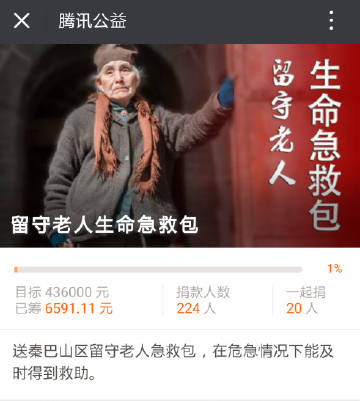 腾讯公益
生命急救包
留守老人
留守老人生命急救包
1%
目标 436000 元
捐款人数
一起捐
已筹 6591.11 元
224 人
20 人
送秦巴山区留守老人急救包，在危急情况下能及
时得到救助。